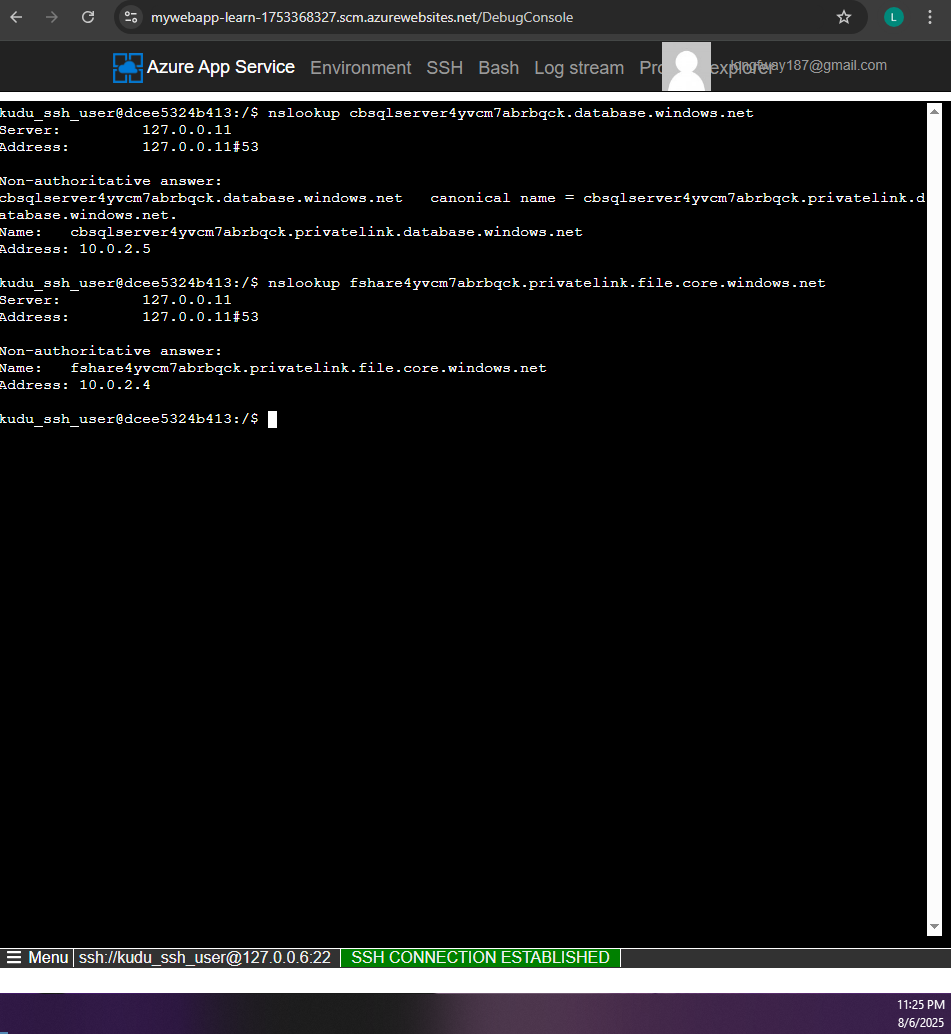 mywebapp-learn-1753368327.scm.azurewebsites.net/DebugConsole
L
Azure App Service Environment SSH Bash Log stream Pro explorer longfway187@gmail.com
kudu_ssh_user@dcee5324b413:/$ nslookup cbsqlserver4yvcm7abrbqck.database.windows.net
Server: 127.0.0.11
Address: 127.0.0.11#53
Non-authoritative answer:
cbsqlserver4yvcm7abrbqck.database.windows.net canonical name = cbsqlserver4yvcm7abrbqck.privatelink.d
atabase.windows.net.
Name: cbsqlserver4yvcm7abrbqck.privatelink.database.windows.net
Address: 10.0.2.5
kudu_ssh_user@dcee5324b413:/$ nslookup fshare4yvcm7abrbqck.privatelink.file.core.windows.net
Server: 127.0.0.11
Address: 127.0.0.11#53
Non-authoritative answer:
Name: fshare4yvcm7abrbqck.privatelink.file.core.windows.net
Address: 10.0.2.4
kudu_ssh_user@dcee5324b413:/$
Menu ssh://kudu_ssh_user@127.0.0.6:22 SSH CONNECTION ESTABLISHED
11:25 PM
8/6/2025